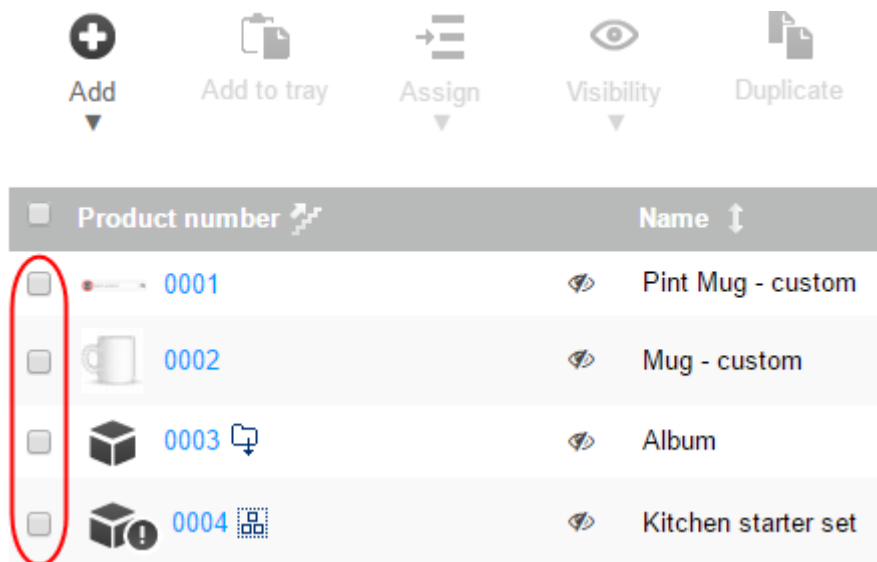 Add Add to tray Assign Visibility Duplicate
Product number Name
0001 Pint Mug - custom
0002 Mug - custom
0003 Album
0004 Kitchen starter set